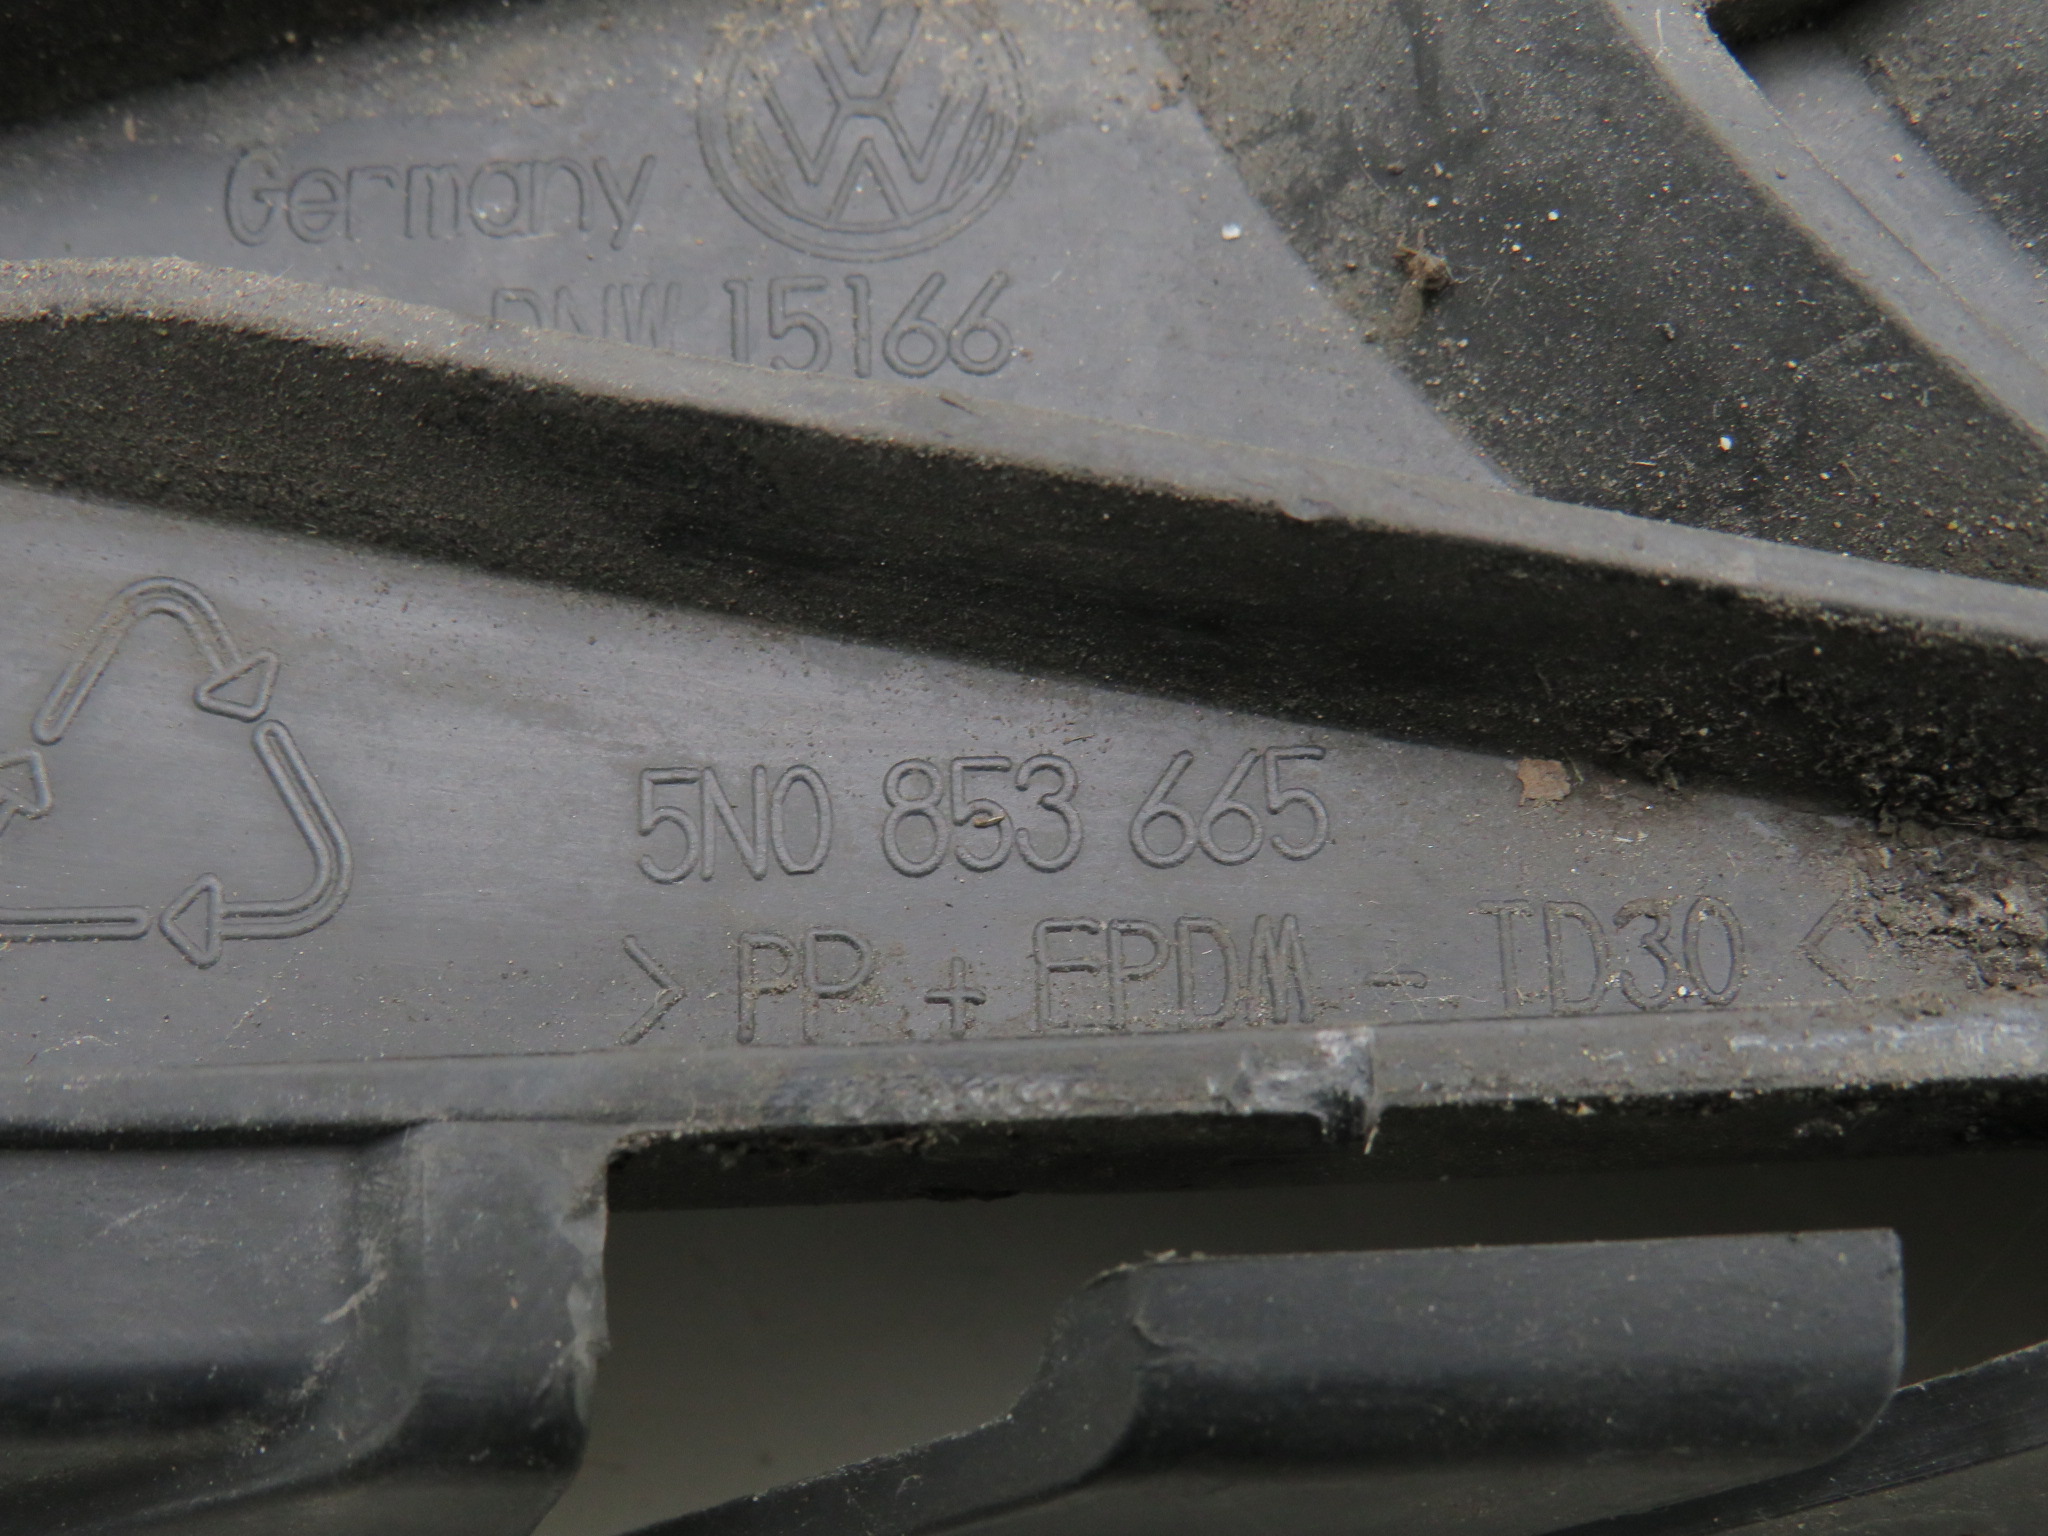 Germany
DNW 15166
5N0 853 665
> PP + EPDM - TD30 <